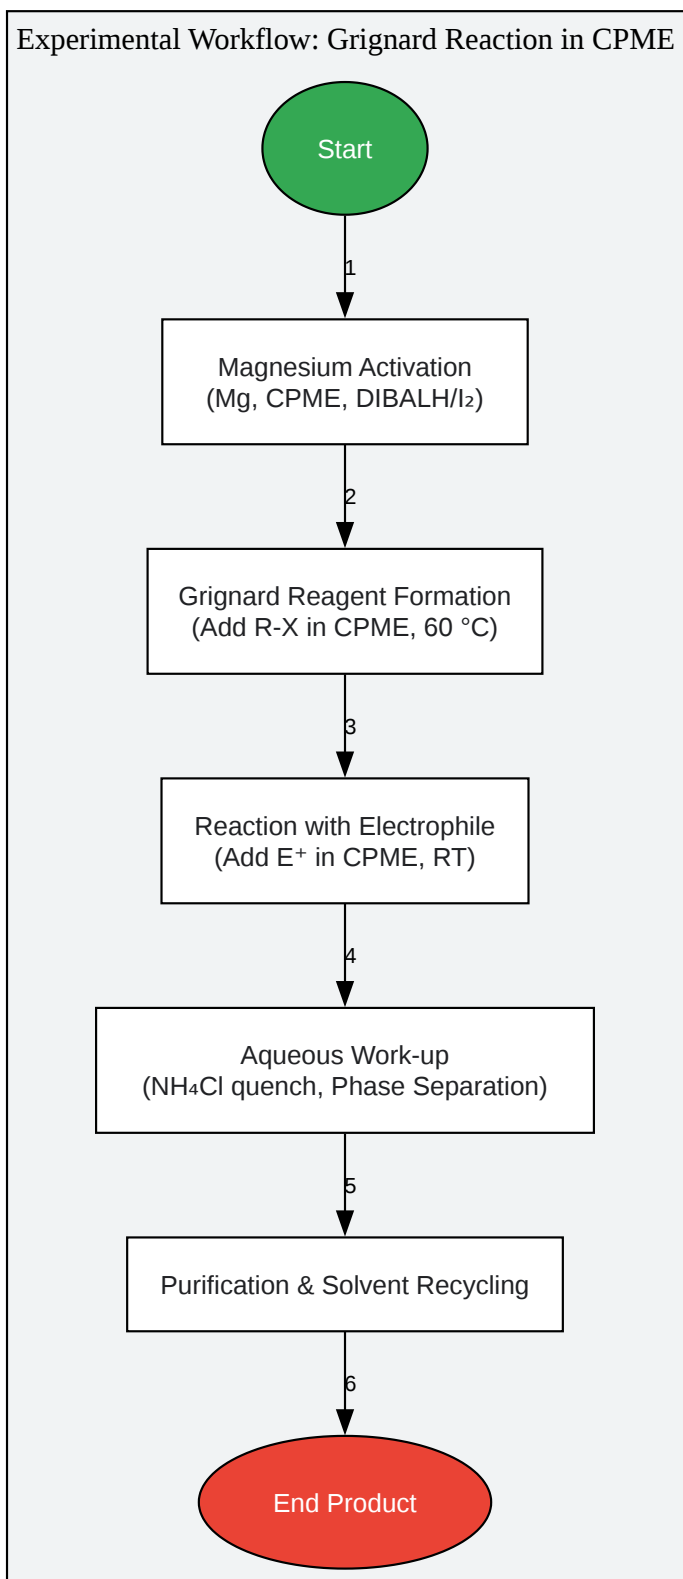 Experimental Workflow: Grignard Reaction in CPME
Start
1
Magnesium Activation
(Mg, CPME, DIBALH/I₂)
2
Grignard Reagent Formation
(Add R-X in CPME, 60 °C)
3
Reaction with Electrophile
(Add E⁺ in CPME, RT)
4
Aqueous Work-up
(NH₄Cl quench, Phase Separation)
5
Purification & Solvent Recycling
6
End Product